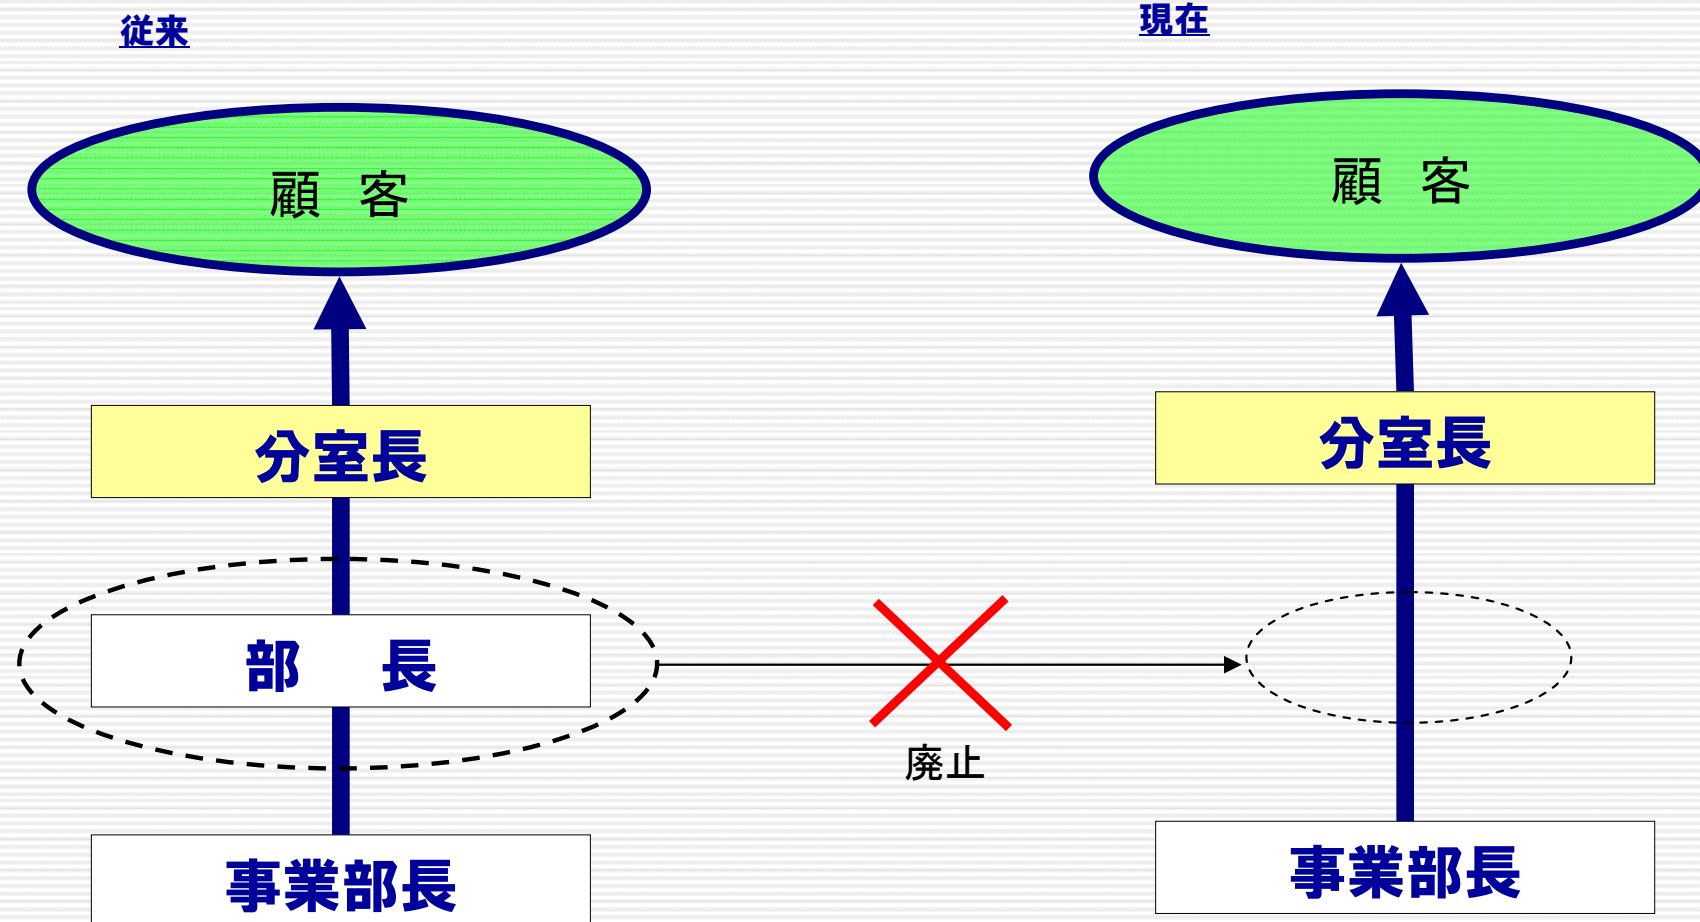 従来
顧 客
分室長
部 長
事業部長
廃止
現在
顧 客
分室長
事業部長